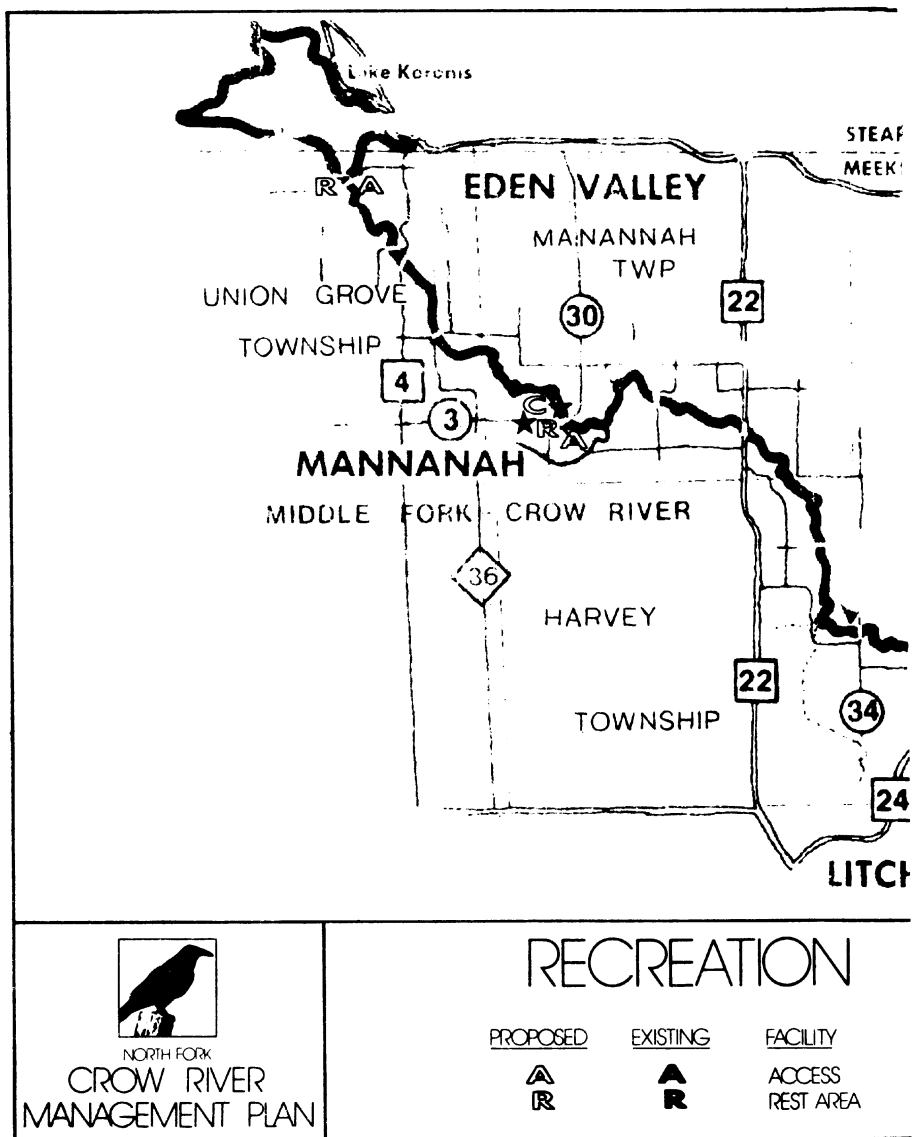 Lake Koronis
STEAR
MEEK
R A
EDEN VALLEY
MANANNAH
TWP
UNION GROVE
22
30
TOWNSHIP
4
C
3
R
A
MANNANAH
MIDDLE FORK CROW RIVER
36
HARVEY
22
TOWNSHIP
34
24
LITCH
NORTH FORK
CROW RIVER
MANAGEMENT PLAN
RECREATION
PROPOSED EXISTING FACILITY
A A ACCESS
R R REST AREA